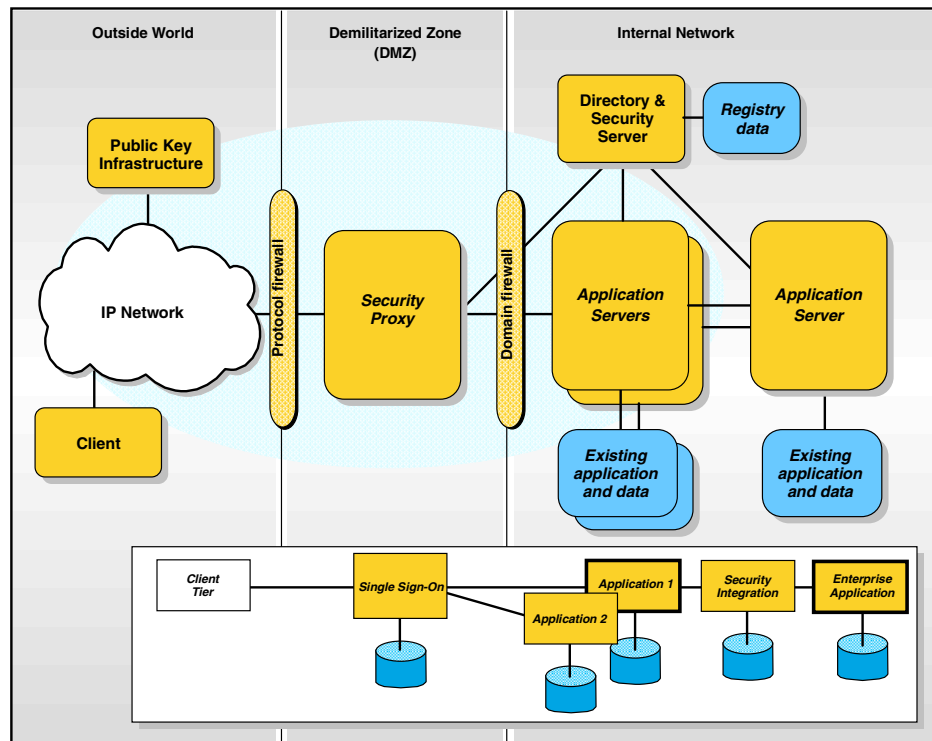 Outside World
Demilitarized Zone
(DMZ)
Internal Network
Public Key
Infrastructure
IP Network
Client
Protocol firewall
Security
Proxy
Domain firewall
Directory &
Security
Server
Registry
data
Application
Servers
Application
Server
Existing
application
and data
Existing
application
and data
Client
Tier
Single Sign-On
Application 1
Application 2
Security
Integration
Enterprise
Application